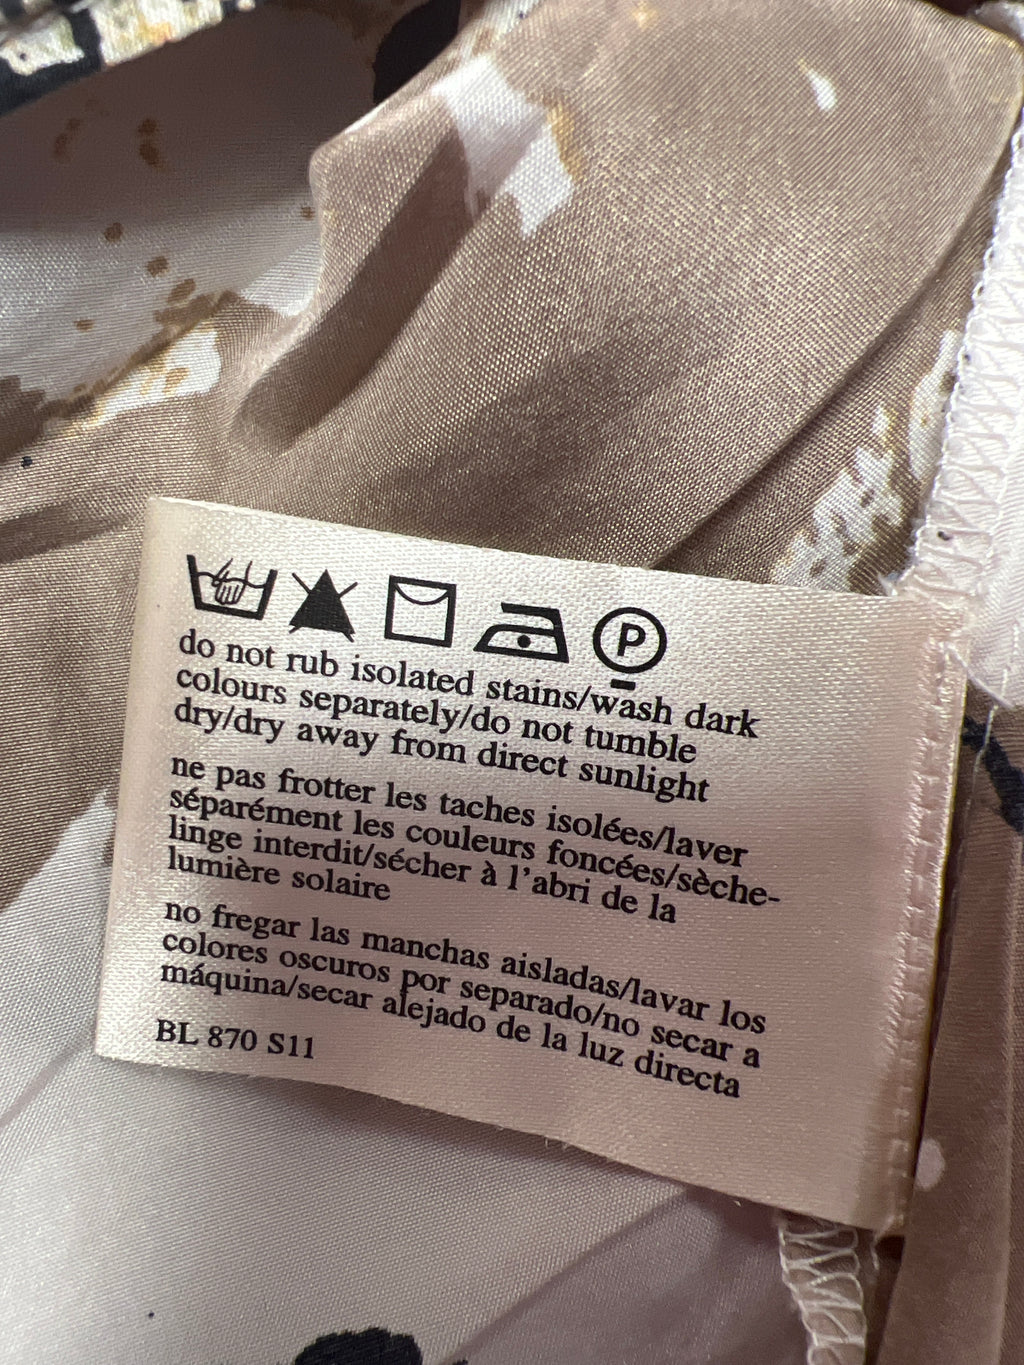 P
do not rub isolated stains/wash dark
colours separately/do not tumble
dry/dry away from direct sunlight
ne pas frotter les taches isolées/laver
séparément les couleurs foncées/sèche-
linge interdit/sécher à l'abri de la
lumière solaire
no fregar las manchas aisladas/lavar los
colores oscuros por separado/no secar a
máquina/secar alejado de la luz directa
BL 870 S11